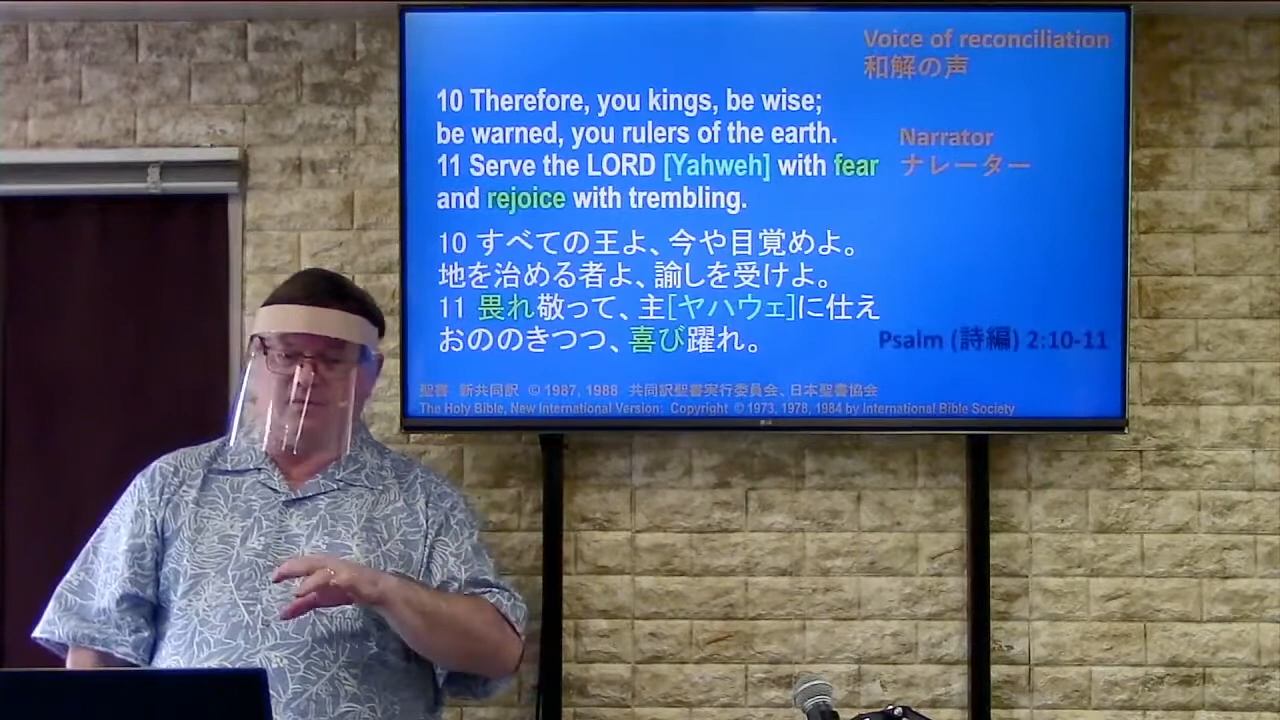 Voice of reconciliation
和解の声
10 Therefore, you kings, be wise;
be warned, you rulers of the earth.
Narrator
11 Serve the LORD [Yahweh] with fear
ナレーター
and rejoice with trembling.
10 すべての王よ、今や目覚めよ。
地を治める者よ、諭しを受けよ。
11 畏れ敬って、主[ヤハウェ]に仕え
おののきつつ、喜び躍れ。
Psalm (詩編) 2:10-11
聖書 新共同訳 © 1987, 1988 共同訳聖書実行委員会、日本聖書協会
The Holy Bible, New International Version: Copyright © 1973, 1978, 1984 by International Bible Society